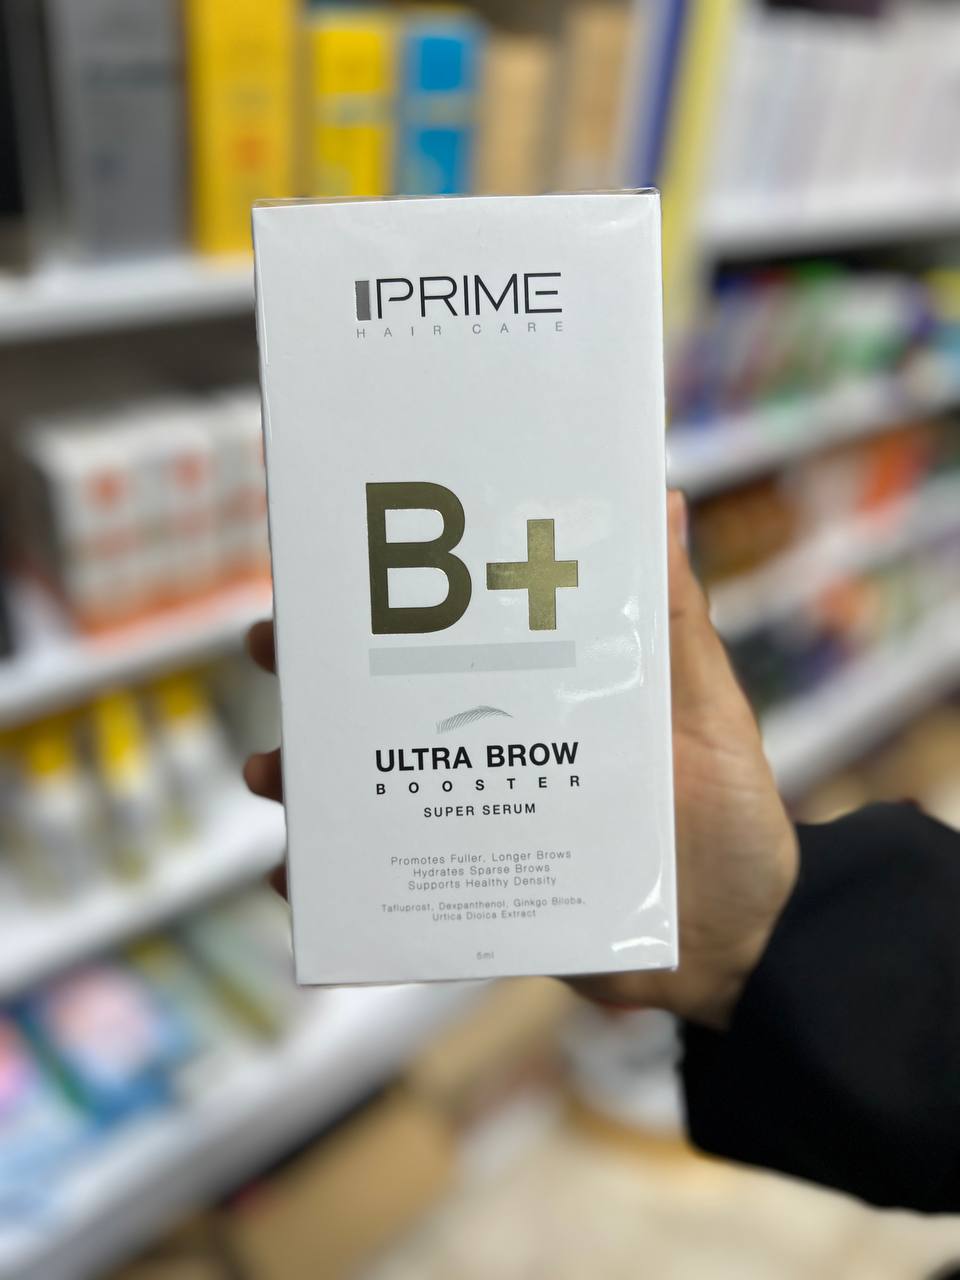 PRIME
HAIR CARE
B+
ULTRA BROW
BOOSTER
SUPER SERUM
Promotes Fuller, Longer Brows
Hydrates Sparse Brows
Supports Healthy Density
Tafluprost, Dexpanthenol, Ginkgo Biloba,
Urtica Dioica Extract
5ml